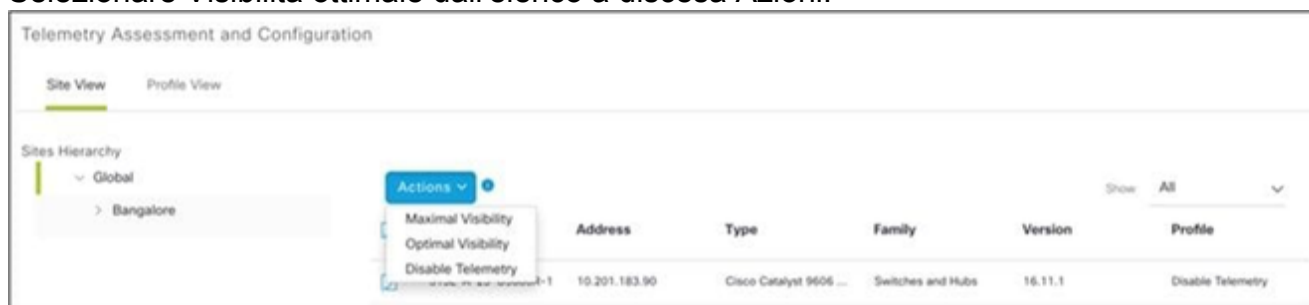 Selezionare Visibilità ottimale dall'elenco a discesa Azioni.
Telemetry Assessment and Configuration
Site View Profile View
Sites Hierarchy
Global
Bangalore
Actions
Show All
Maximal Visibility
Optimal Visibility
Disable Telemetry
Address Type Family Version Profile
10.201.183.90 Cisco Catalyst 9606 ... Switches and Hubs 16.11.1 Disable Telemetry